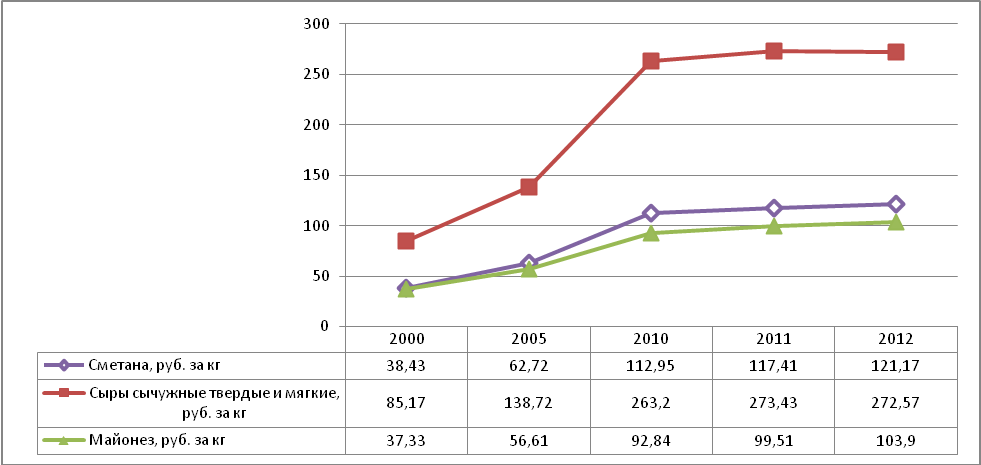 300
250
200
150
100
50
0
2000 2005 2010 2011 2012
Сметана, руб. за кг 38,43 62,72 112,95 117,41 121,17
Сыры сычужные твердые и мягкие,
руб. за кг 85,17 138,72 263,2 273,43 272,57
Майонез, руб. за кг 37,33 56,61 92,84 99,51 103,9